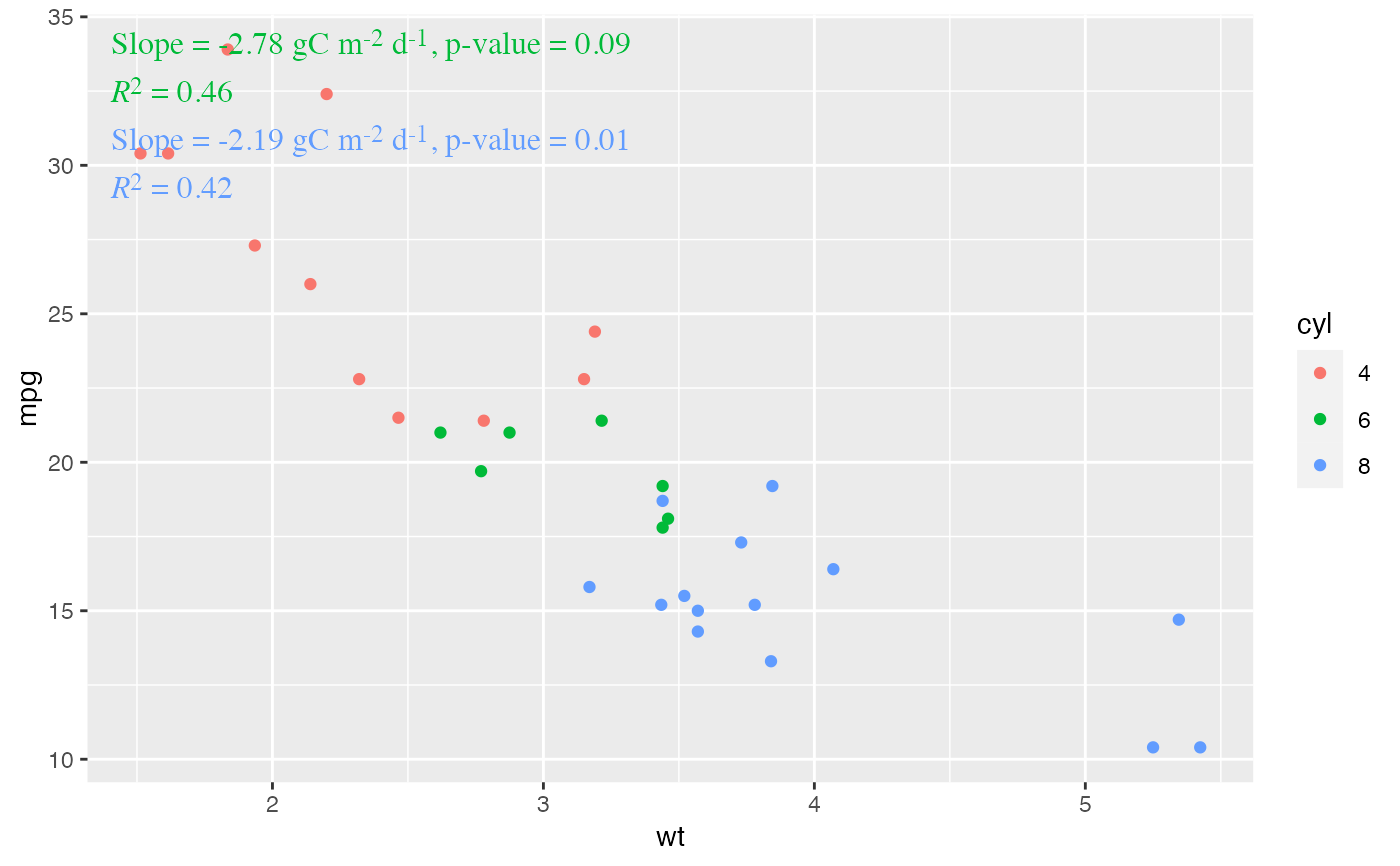 35
Slope = -2.78 gC m-2 d-1, p-value = 0.09
R2 = 0.46
Slope = -2.19 gC m-2 d-1, p-value = 0.01
30
R2 = 0.42
25
20
15
10
mpg
2 3 4 5
wt
cyl
4
6
8